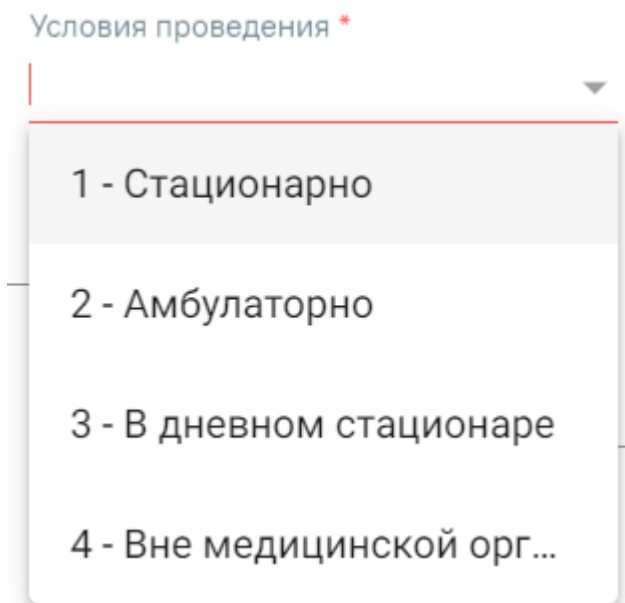 Условия проведения *
1 - Стационарно
2 - Амбулаторно
3 - В дневном стационаре
4 - Вне медицинской орг...